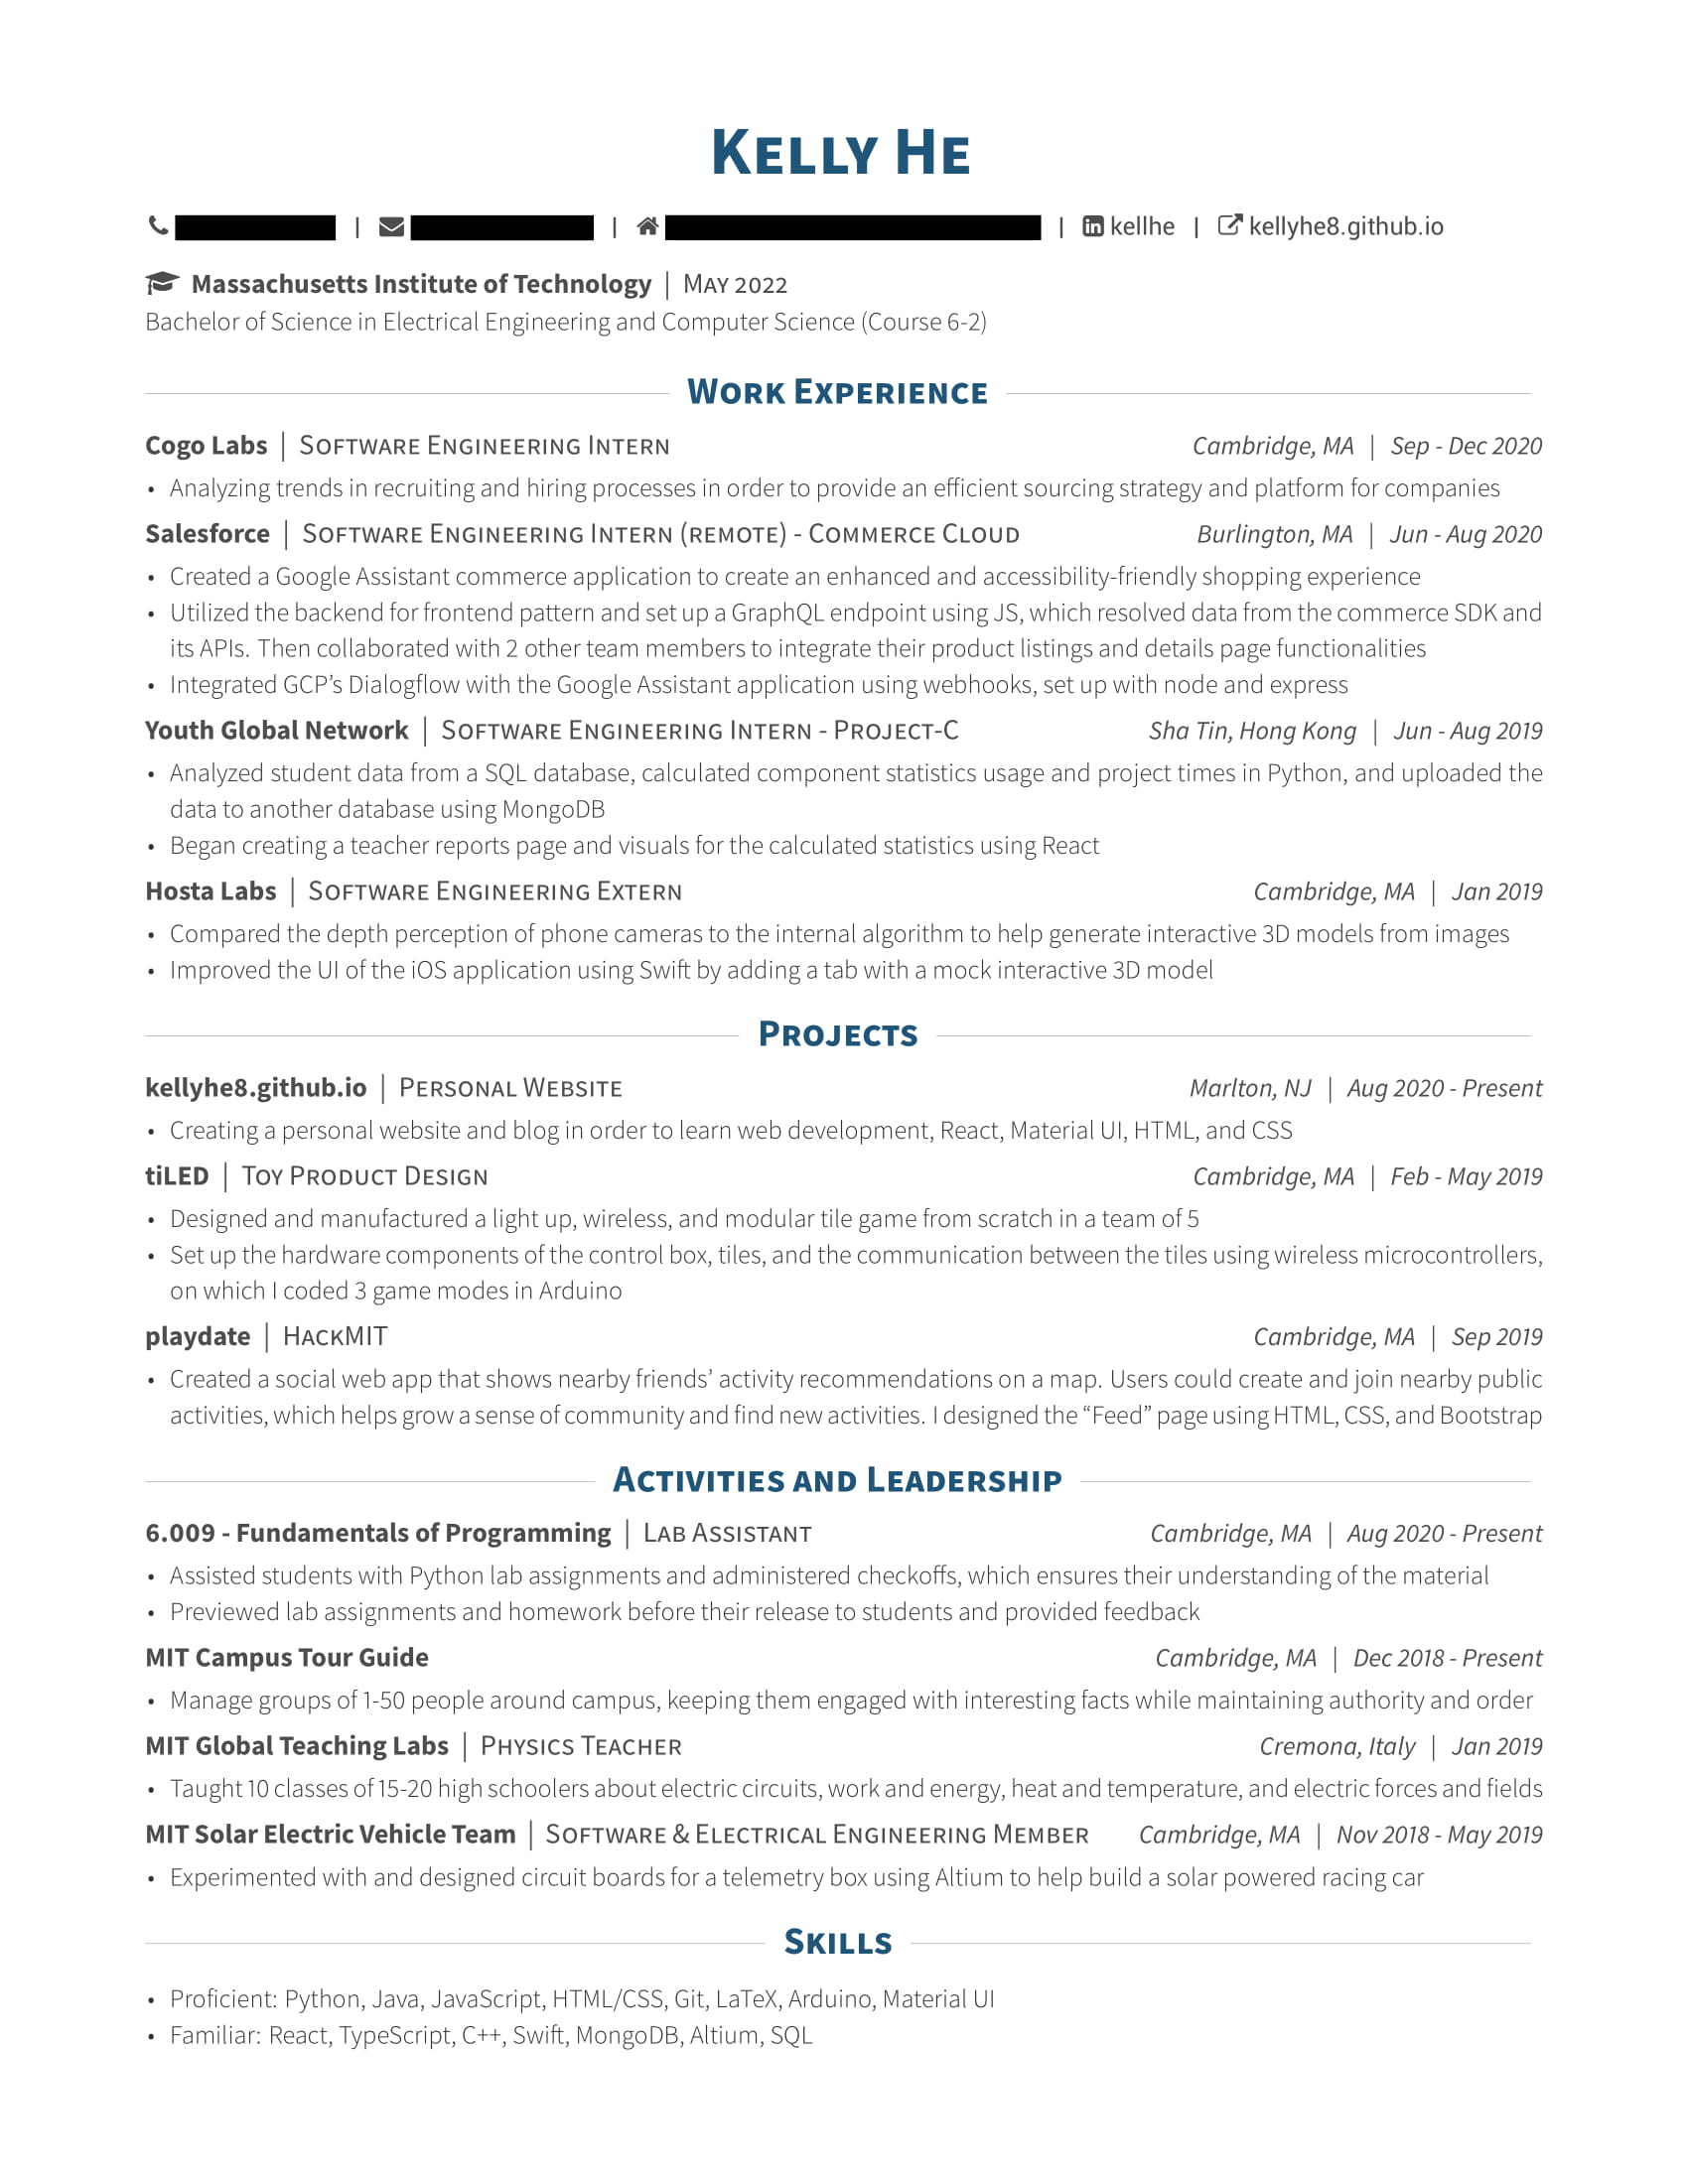 Kelly He
| | | kellhe | kellyhe8.github.io
Massachusetts Institute of Technology | May 2022
Bachelor of Science in Electrical Engineering and Computer Science (Course 6-2)
Work Experience
Cogo Labs | Software Engineering Intern Cambridge, MA | Sep - Dec 2020
• Analyzing trends in recruiting and hiring processes in order to provide an efficient sourcing strategy and platform for companies
Salesforce | Software Engineering Intern (remote) - Commerce Cloud Burlington, MA | Jun - Aug 2020
• Created a Google Assistant commerce application to create an enhanced and accessibility-friendly shopping experience
• Utilized the backend for frontend pattern and set up a GraphQL endpoint using JS, which resolved data from the commerce SDK and
its APIs. Then collaborated with 2 other team members to integrate their product listings and details page functionalities
• Integrated GCP’s Dialogflow with the Google Assistant application using webhooks, set up with node and express
Youth Global Network | Software Engineering Intern - Project-C Sha Tin, Hong Kong | Jun - Aug 2019
• Analyzed student data from a SQL database, calculated component statistics usage and project times in Python, and uploaded the
data to another database using MongoDB
• Began creating a teacher reports page and visuals for the calculated statistics using React
Hosta Labs | Software Engineering Extern Cambridge, MA | Jan 2019
• Compared the depth perception of phone cameras to the internal algorithm to help generate interactive 3D models from images
• Improved the UI of the iOS application using Swift by adding a tab with a mock interactive 3D model
Projects
kellyhe8.github.io | Personal Website Marlton, NJ | Aug 2020 - Present
• Creating a personal website and blog in order to learn web development, React, Material UI, HTML, and CSS
tiLED | Toy Product Design Cambridge, MA | Feb - May 2019
• Designed and manufactured a light up, wireless, and modular tile game from scratch in a team of 5
• Set up the hardware components of the control box, tiles, and the communication between the tiles using wireless microcontrollers,
on which I coded 3 game modes in Arduino
playdate | HackMIT Cambridge, MA | Sep 2019
• Created a social web app that shows nearby friends’ activity recommendations on a map. Users could create and join nearby public
activities, which helps grow a sense of community and find new activities. I designed the “Feed” page using HTML, CSS, and Bootstrap
Activities and Leadership
6.009 - Fundamentals of Programming | Lab Assistant Cambridge, MA | Aug 2020 - Present
• Assisted students with Python lab assignments and administered checkoffs, which ensures their understanding of the material
• Previewed lab assignments and homework before their release to students and provided feedback
MIT Campus Tour Guide Cambridge, MA | Dec 2018 - Present
• Manage groups of 1-50 people around campus, keeping them engaged with interesting facts while maintaining authority and order
MIT Global Teaching Labs | Physics Teacher Cremona, Italy | Jan 2019
• Taught 10 classes of 15-20 high schoolers about electric circuits, work and energy, heat and temperature, and electric forces and fields
MIT Solar Electric Vehicle Team | Software & Electrical Engineering Member Cambridge, MA | Nov 2018 - May 2019
• Experimented with and designed circuit boards for a telemetry box using Altium to help build a solar powered racing car
Skills
• Proficient: Python, Java, JavaScript, HTML/CSS, Git, LaTeX, Arduino, Material UI
• Familiar: React, TypeScript, C++, Swift, MongoDB, Altium, SQL